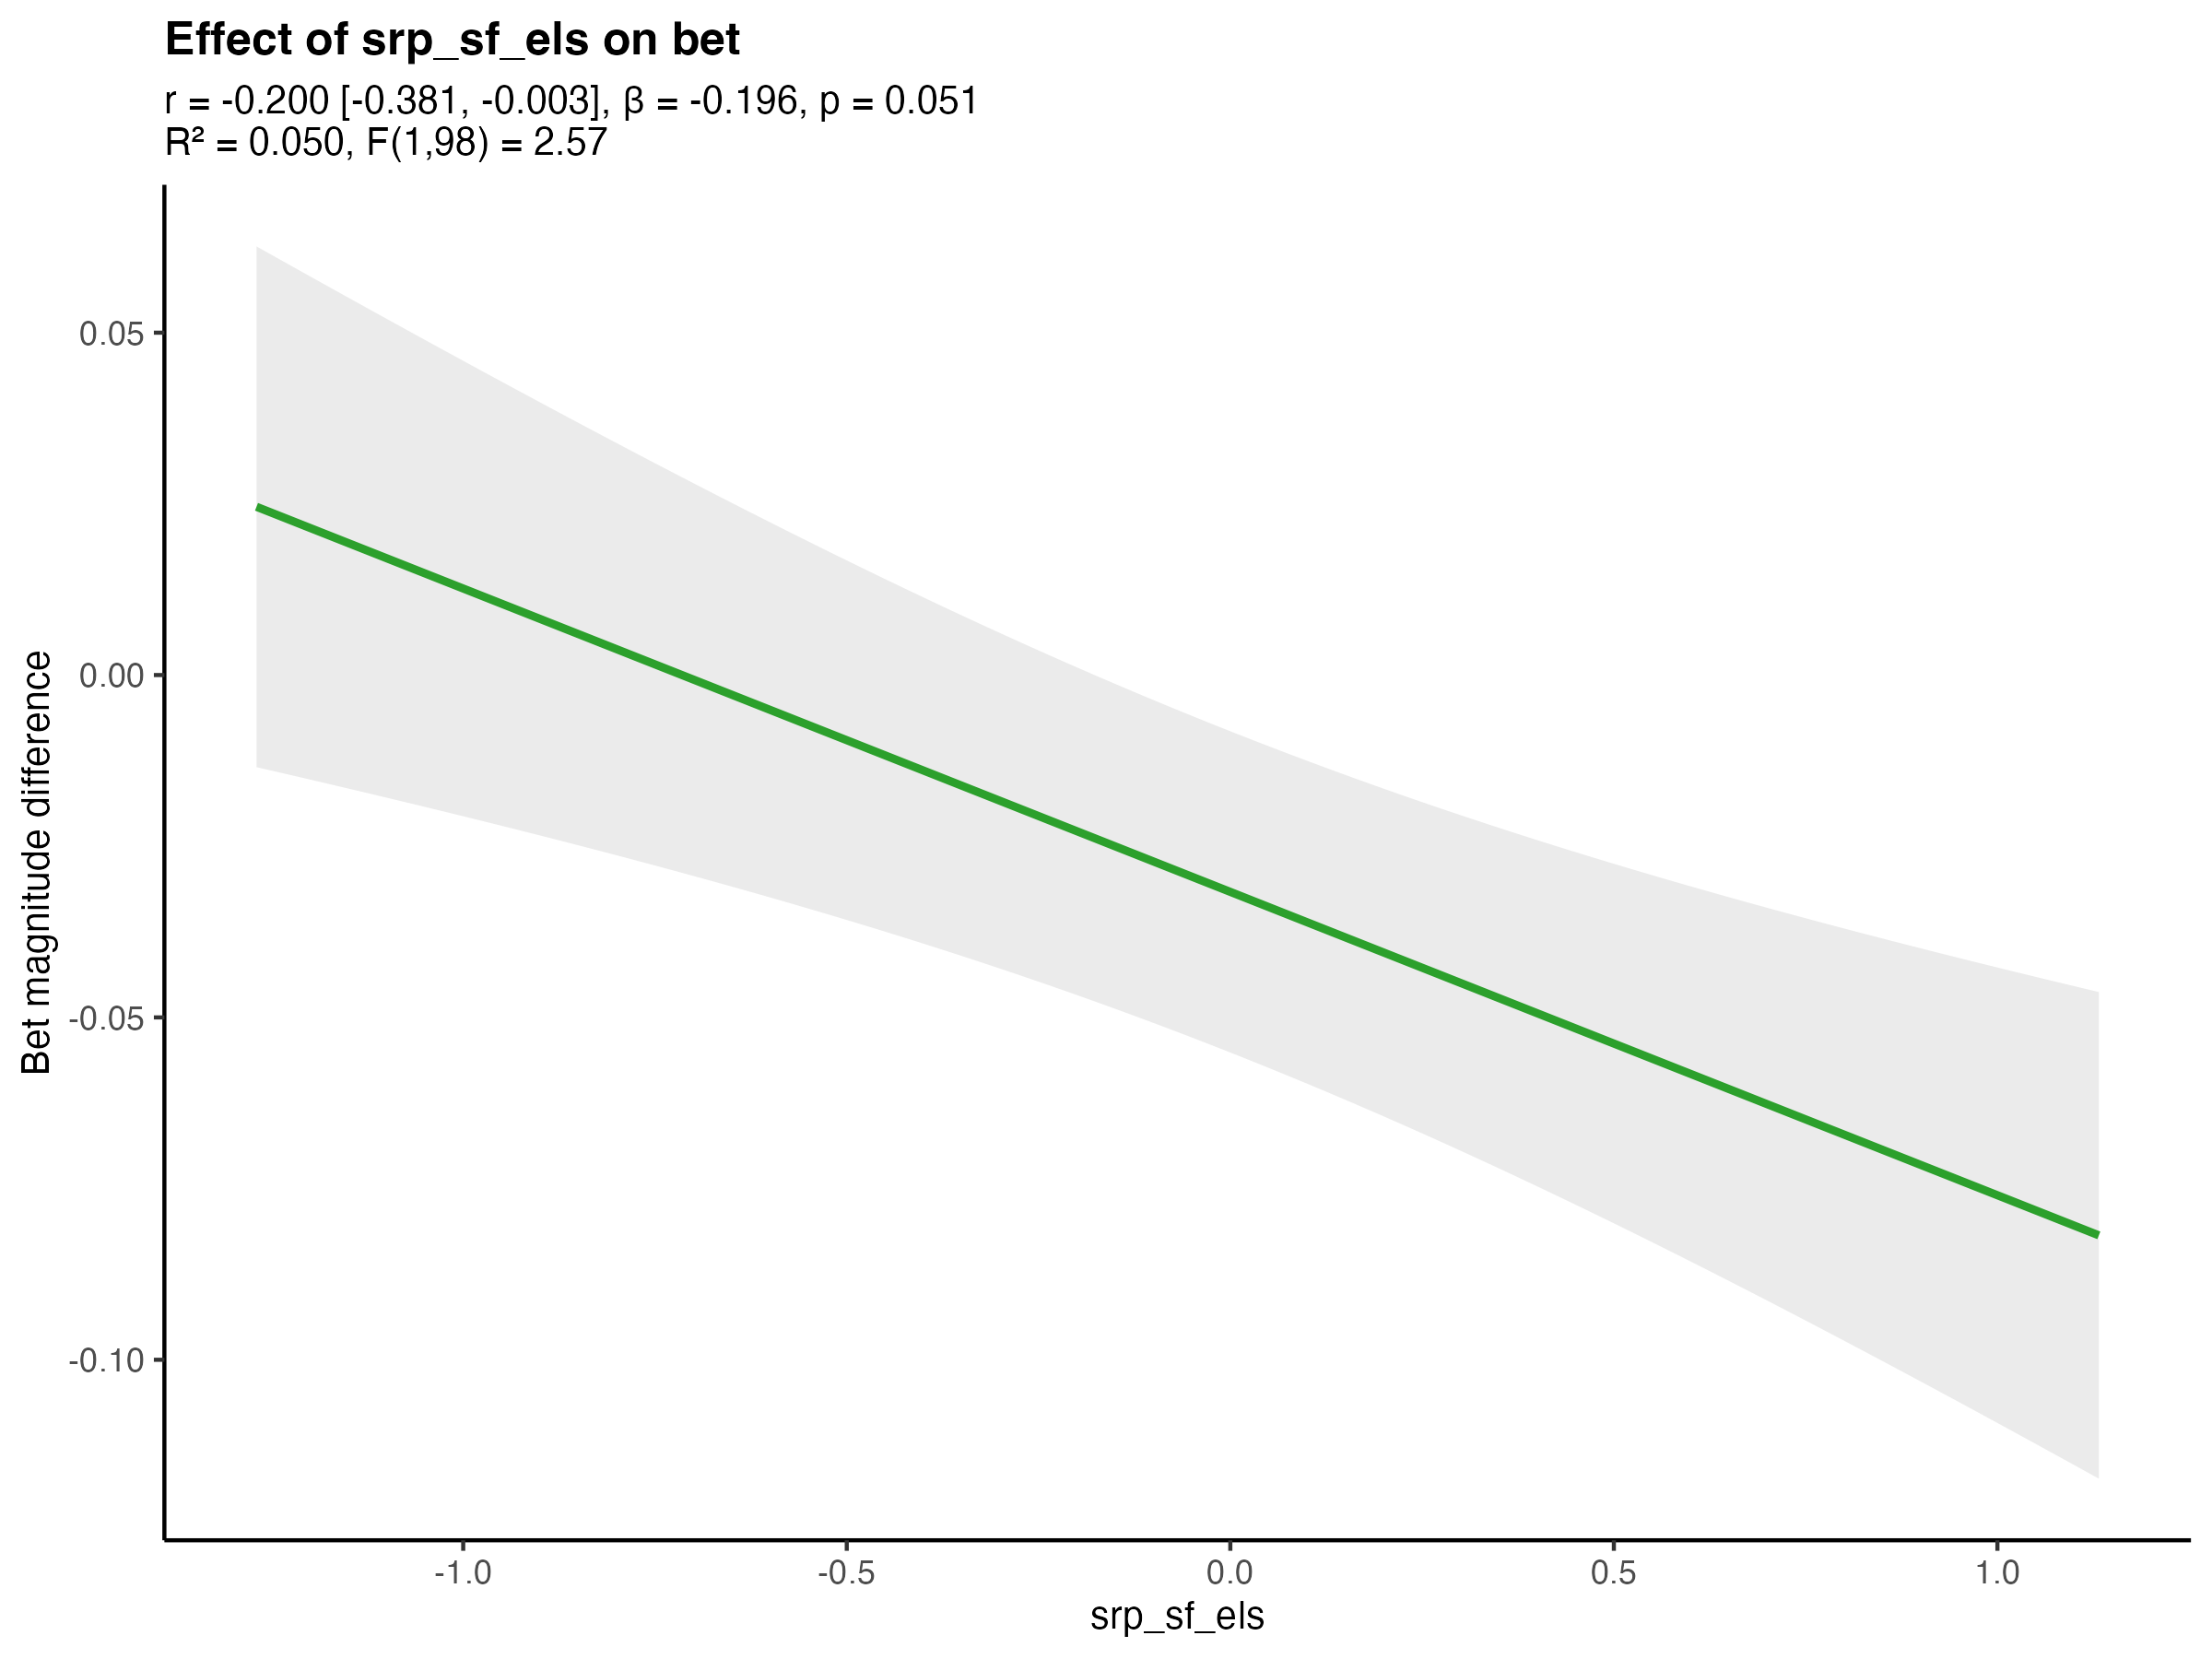 Effect of srp_sf_els on bet
r = -0.200 [-0.381, -0.003], β = -0.196, p = 0.051
R² = 0.050, F(1,98) = 2.57
Bet magnitude difference
0.05
0.00
-0.05
-0.10
-1.0
-0.5
0.0
0.5
1.0
srp_sf_els